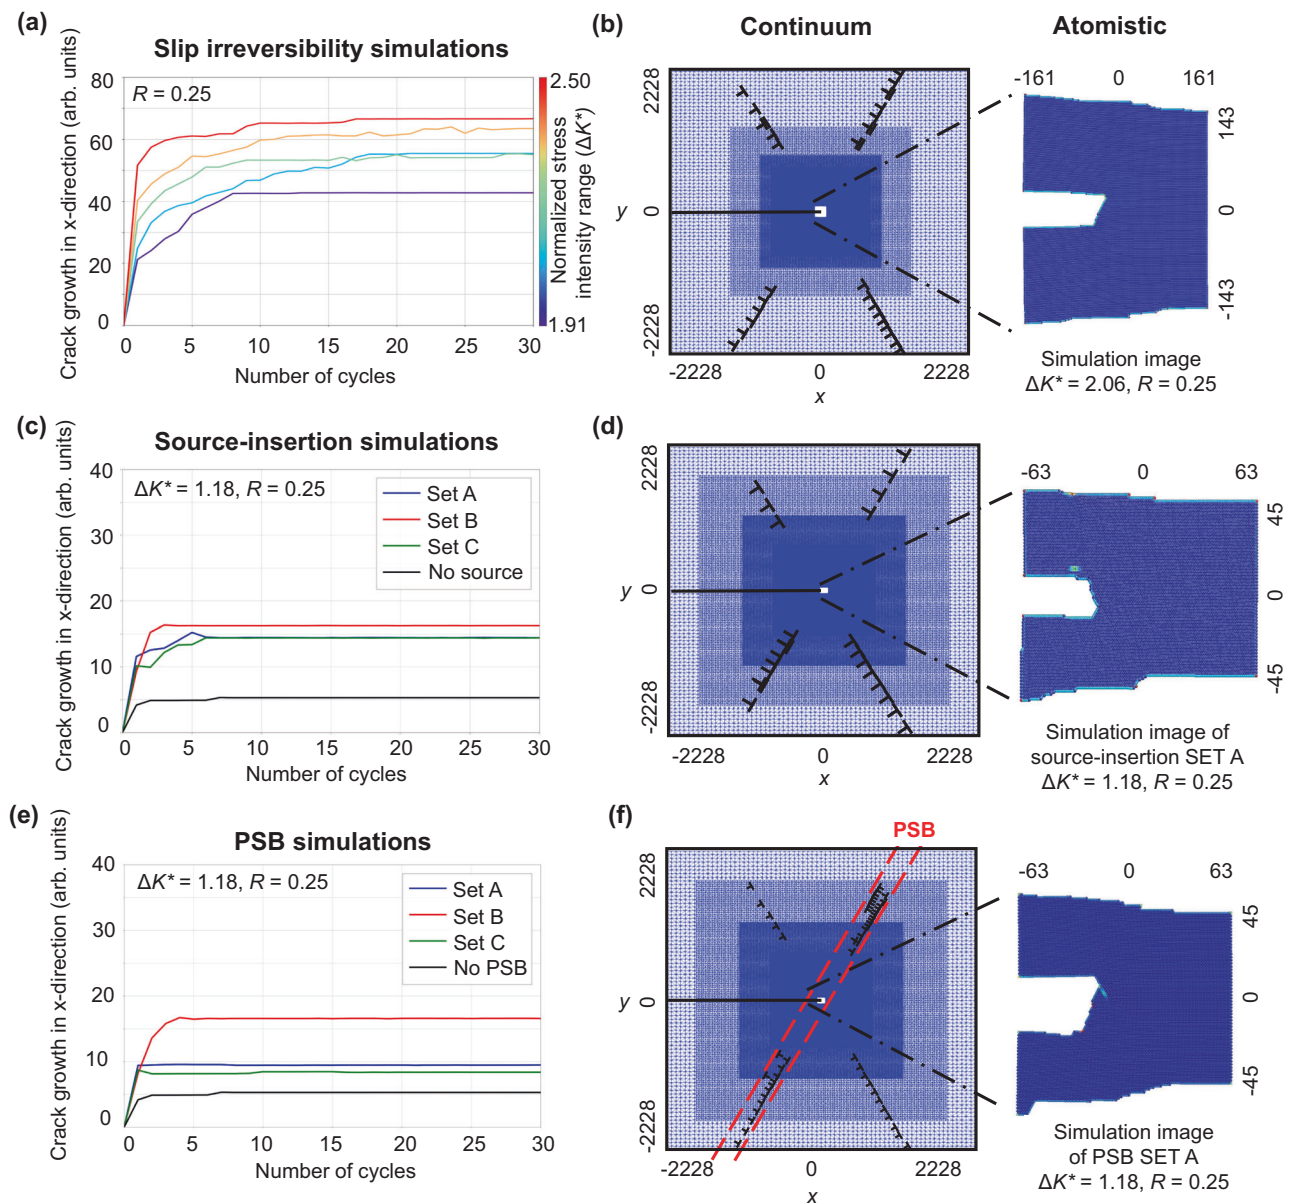 (a)
Slip irreversibility simulations
Crack growth in x-direction (arb. units)
80
60
40
20
0
R = 0.25
0 5 10 15 20 25 30
Number of cycles
2.50
Normalized stress
intensity range (ΔK*)
1.91
(b)
Continuum
Atomistic
2228
y 0
-2228
-2228 0 2228
x
-161 0 161
143
0
-143
Simulation image
ΔK* = 2.06, R = 0.25
(c)
Source-insertion simulations
Crack growth in x-direction (arb. units)
40
30
20
10
0
ΔK* = 1.18, R = 0.25
Set A
Set B
Set C
No source
0 5 10 15 20 25 30
Number of cycles
(d)
2228
y 0
-2228
-2228 0 2228
x
-63 0 63
45
0
-45
Simulation image of
source-insertion SET A
ΔK* = 1.18, R = 0.25
(e)
PSB simulations
Crack growth in x-direction (arb. units)
40
30
20
10
0
ΔK* = 1.18, R = 0.25
Set A
Set B
Set C
No PSB
0 5 10 15 20 25 30
Number of cycles
(f)
PSB
2228
y 0
-2228
-2228 0 2228
x
-63 0 63
45
0
-45
Simulation image
of PSB SET A
ΔK* = 1.18, R = 0.25